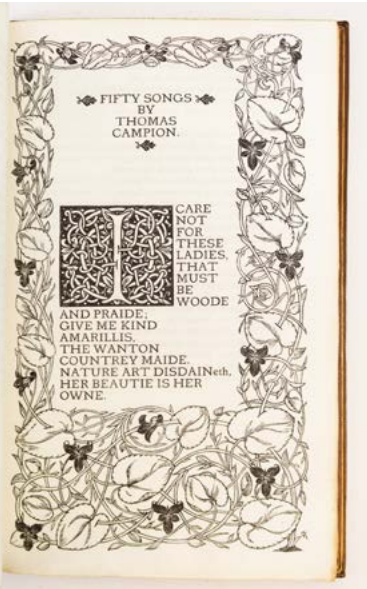 FIFTY SONGS
BY
THOMAS
CAMPION.
I CARE
NOT
FOR
THESE
LADIES,
THAT
MUST
BE
WOODE
AND PRAIDE;
GIVE ME KIND
AMARILLIS,
THE WANTON
COUNTREY MAIDE.
NATURE ART DISDAINeth,
HER BEAUTIE IS HER
OWNE.